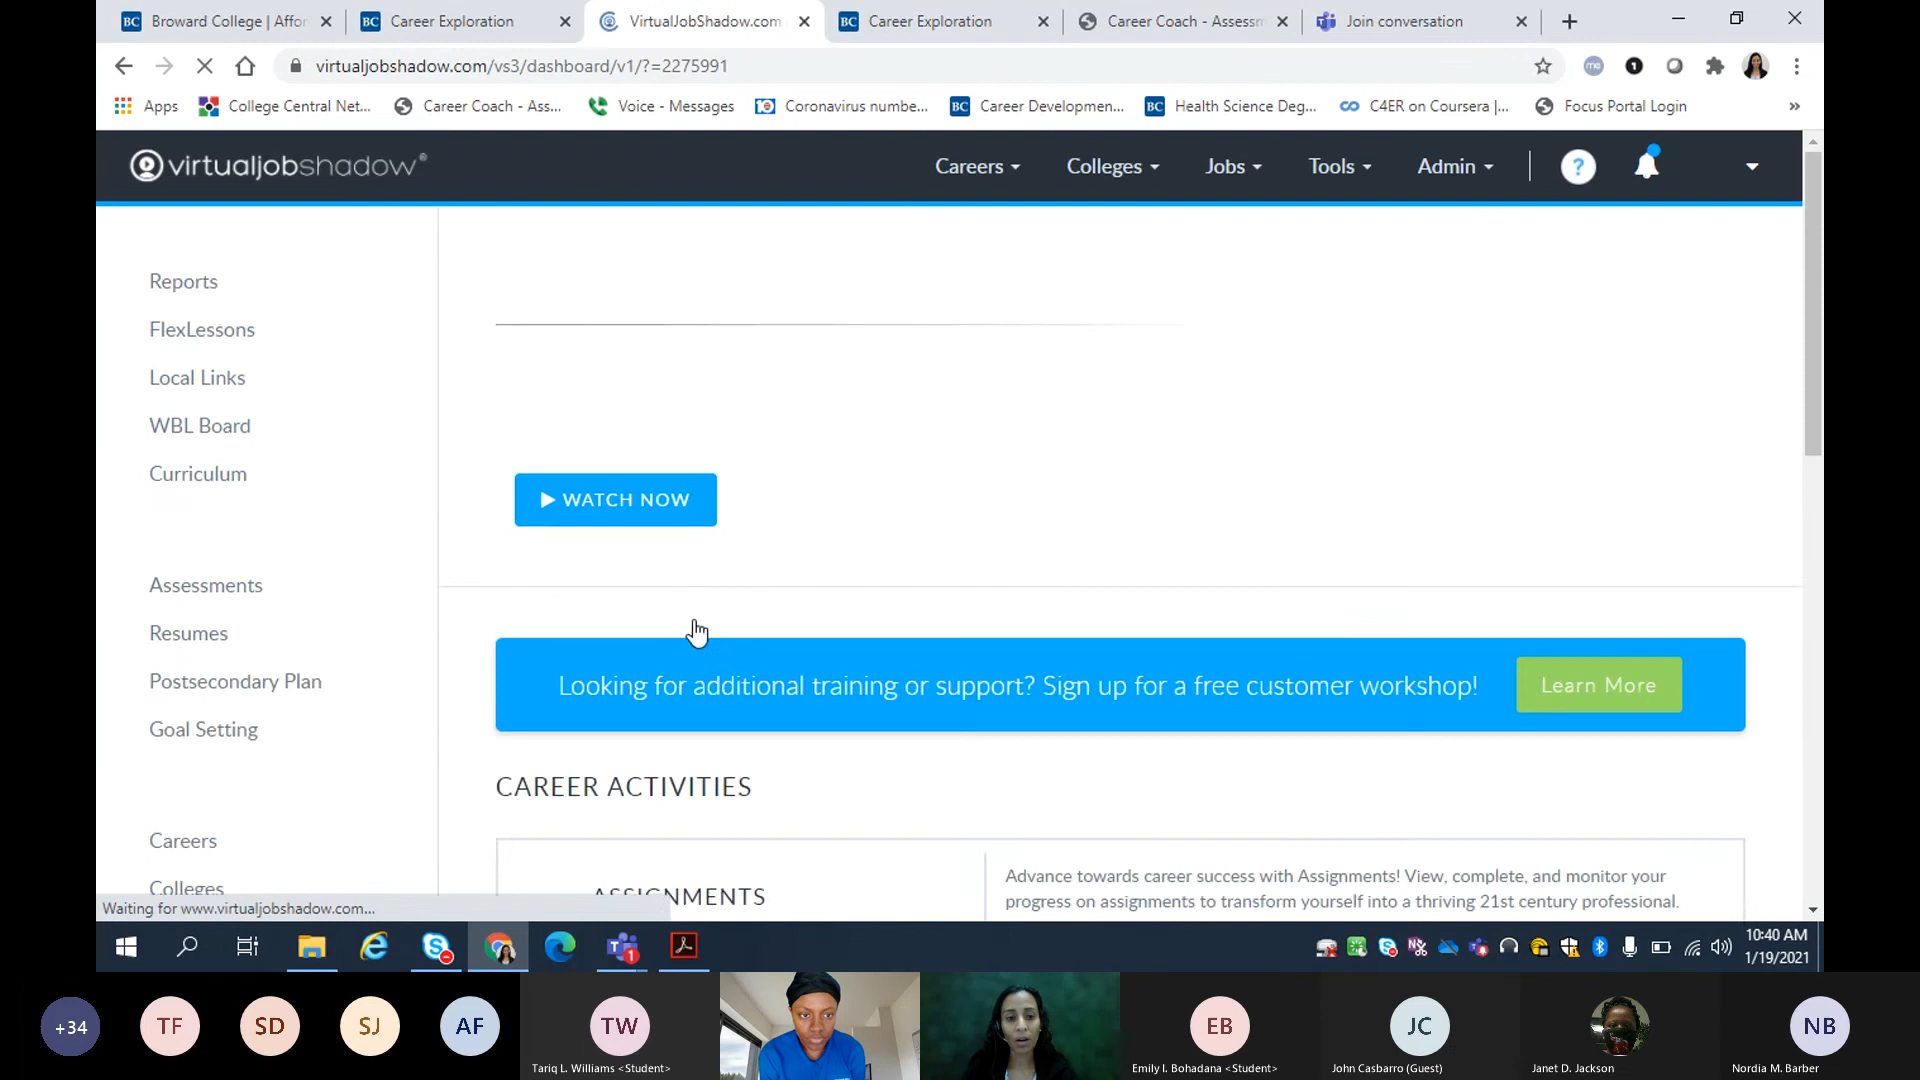 Broward College | Affor
Career Exploration
VirtualJobShadow.com
Career Exploration
Career Coach - Assessm
Join conversation
virtualjobshadow.com/vs3/dashboard/v1/?=2275991
Apps
College Central Net...
Career Coach - Ass...
Voice - Messages
Coronavirus numbe...
Career Developmen...
Health Science Deg...
C4ER on Coursera |...
Focus Portal Login
»
virtualjobshadow®
Careers
Colleges
Jobs
Tools
Admin
?
Reports
FlexLessons
Local Links
WBL Board
Curriculum
WATCH NOW
Assessments
Resumes
Postsecondary Plan
Goal Setting
Looking for additional training or support? Sign up for a free customer workshop!
Learn More
CAREER ACTIVITIES
Careers
Colleges
ASSIGNMENTS
Advance towards career success with Assignments! View, complete, and monitor your
progress on assignments to transform yourself into a thriving 21st century professional.
Waiting for www.virtualjobshadow.com...
10:40 AM
1/19/2021
+34
TF
SD
SJ
AF
TW
Tariq L. Williams <Student>
EB
Emily I. Bohadana <Student>
JC
John Casbarro (Guest)
Janet D. Jackson
NB
Nordia M. Barber